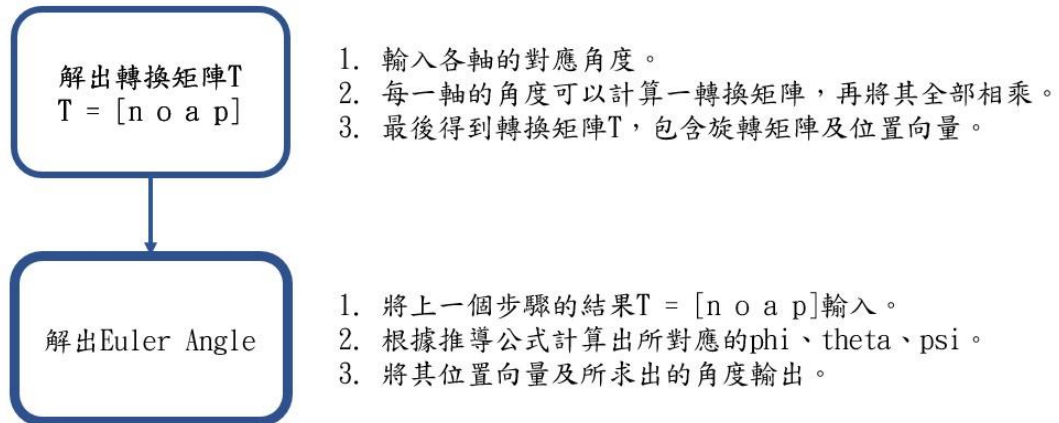 解出轉換矩陣T
T = [n o a p]
1. 輸入各軸的對應角度。
2. 每一軸的角度可以計算一轉換矩陣，再將其全部相乘。
3. 最後得到轉換矩陣T，包含旋轉矩陣及位置向量。
解出Euler Angle
1. 將上一個步驟的結果T = [n o a p]輸入。
2. 根據推導公式計算出所對應的phi、theta、psi。
3. 將其位置向量及所求出的角度輸出。